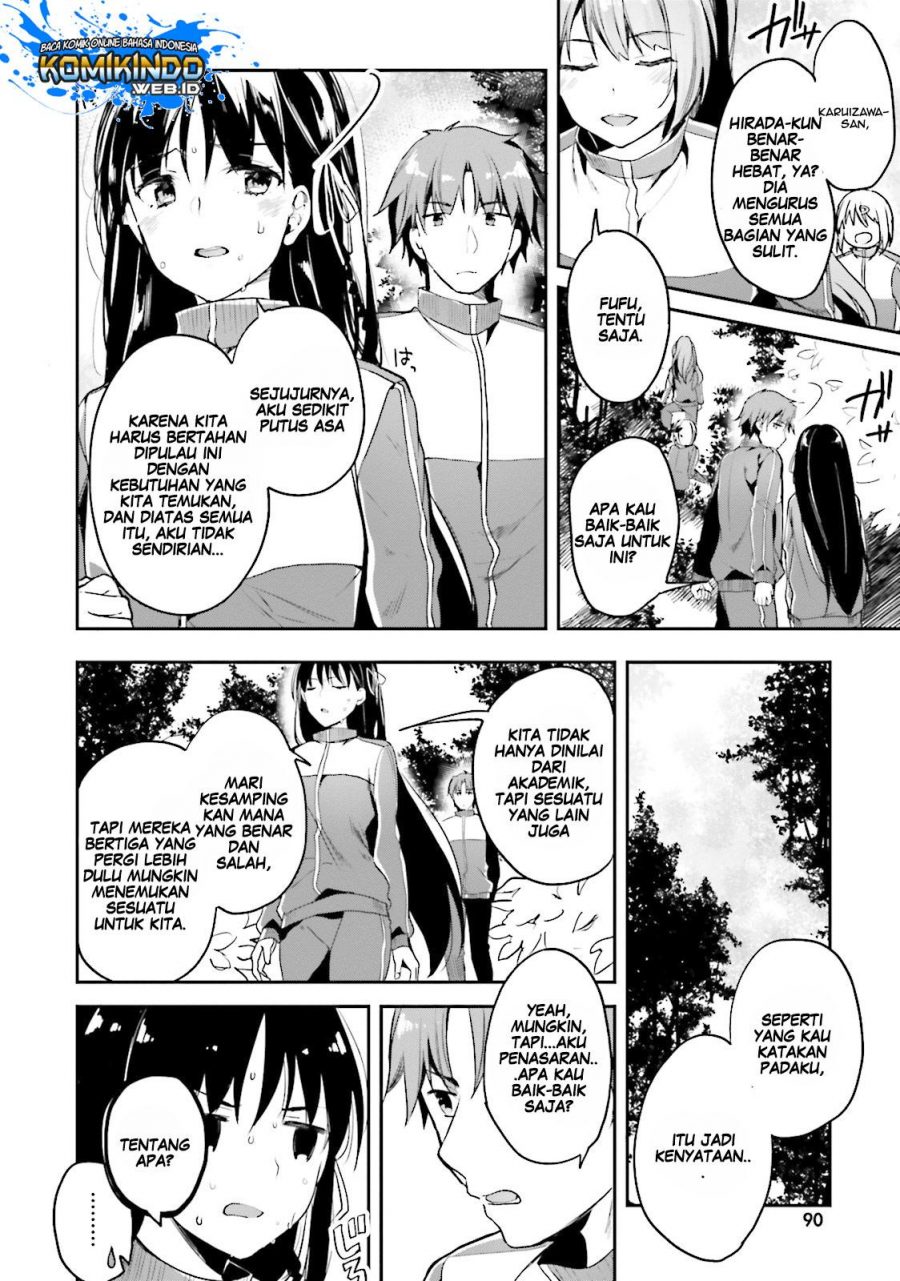 BACA KOMIK ONLINE BAHASA INDONESIA
KOMIKINDO
WEB.ID
KARUIZAWA-
SAN,
HIRADA-KUN
BENAR-
BENAR
HEBAT, YA?
DIA
MENGURUS
SEMUA
BAGIAN YANG
SULIT.
FUFU,
TENTU
SAJA.
APA KAU
BAIK-BAIK
SAJA UNTUK
INI?
はっ
SEJUJURNYA,
AKU SEDIKIT
PUTUS ASA
KARENA KITA
HARUS BERTAHAN
DIPULAU INI
DENGAN
KEBUTUHAN YANG
KITA TEMUKAN,
DAN DIATAS SEMUA
ITU, AKU TIDAK
SENDIRIAN...
SEPERTI
YANG KAU
KATAKAN
PADAKU,
ITU JADI
KENYATAAN..
KITA TIDAK
HANYA DINILAI
DARI
AKADEMIK,
TAPI SESUATU
YANG LAIN
JUGA
MARI
KESAMPING
KAN MANA
YANG BENAR
DAN
SALAH,
TAPI MEREKA
BERTIGA YANG
PERGI LEBIH
DULU MUNGKIN
MENEMUKAN
SESUATU
UNTUK KITA.
YEAH,
MUNGKIN,
TAPI...AKU
PENASARAN..
.APA KAU
BAIK-BAIK
SAJA?
TENTANG
APA?
90